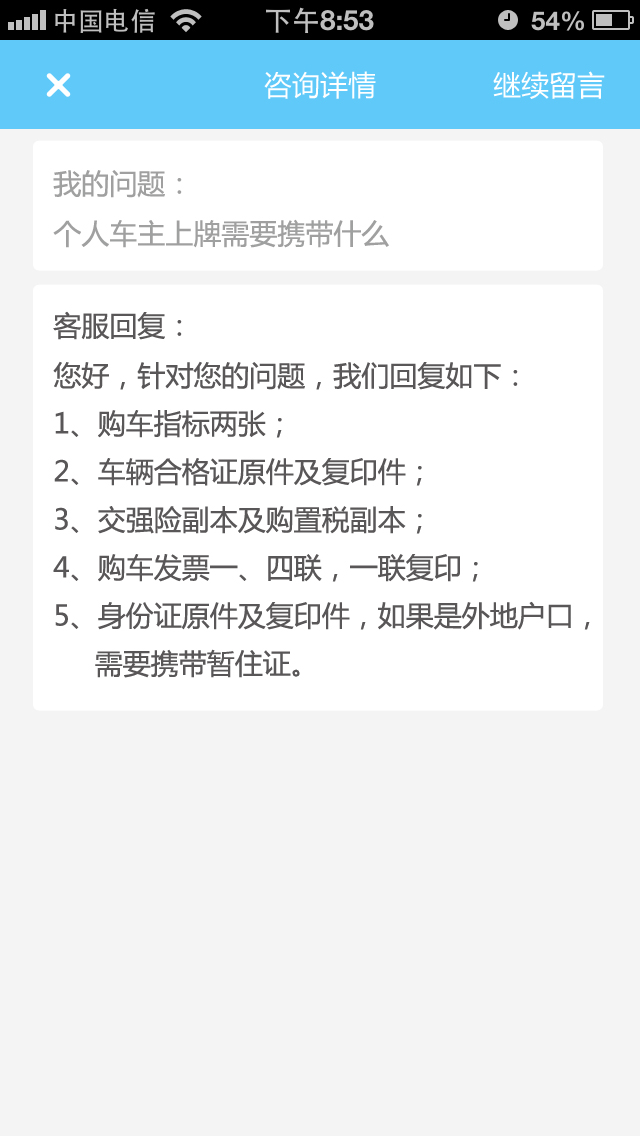 中国电信 下午8:53 54%
咨询详情 继续留言
我的问题：
个人车主上牌需要携带什么
客服回复：
您好，针对您的问题，我们回复如下：
1、购车指标两张；
2、车辆合格证原件及复印件；
3、交强险副本及购置税副本；
4、购车发票一、四联，一联复印；
5、身份证原件及复印件，如果是外地户口，
需要携带暂住证。